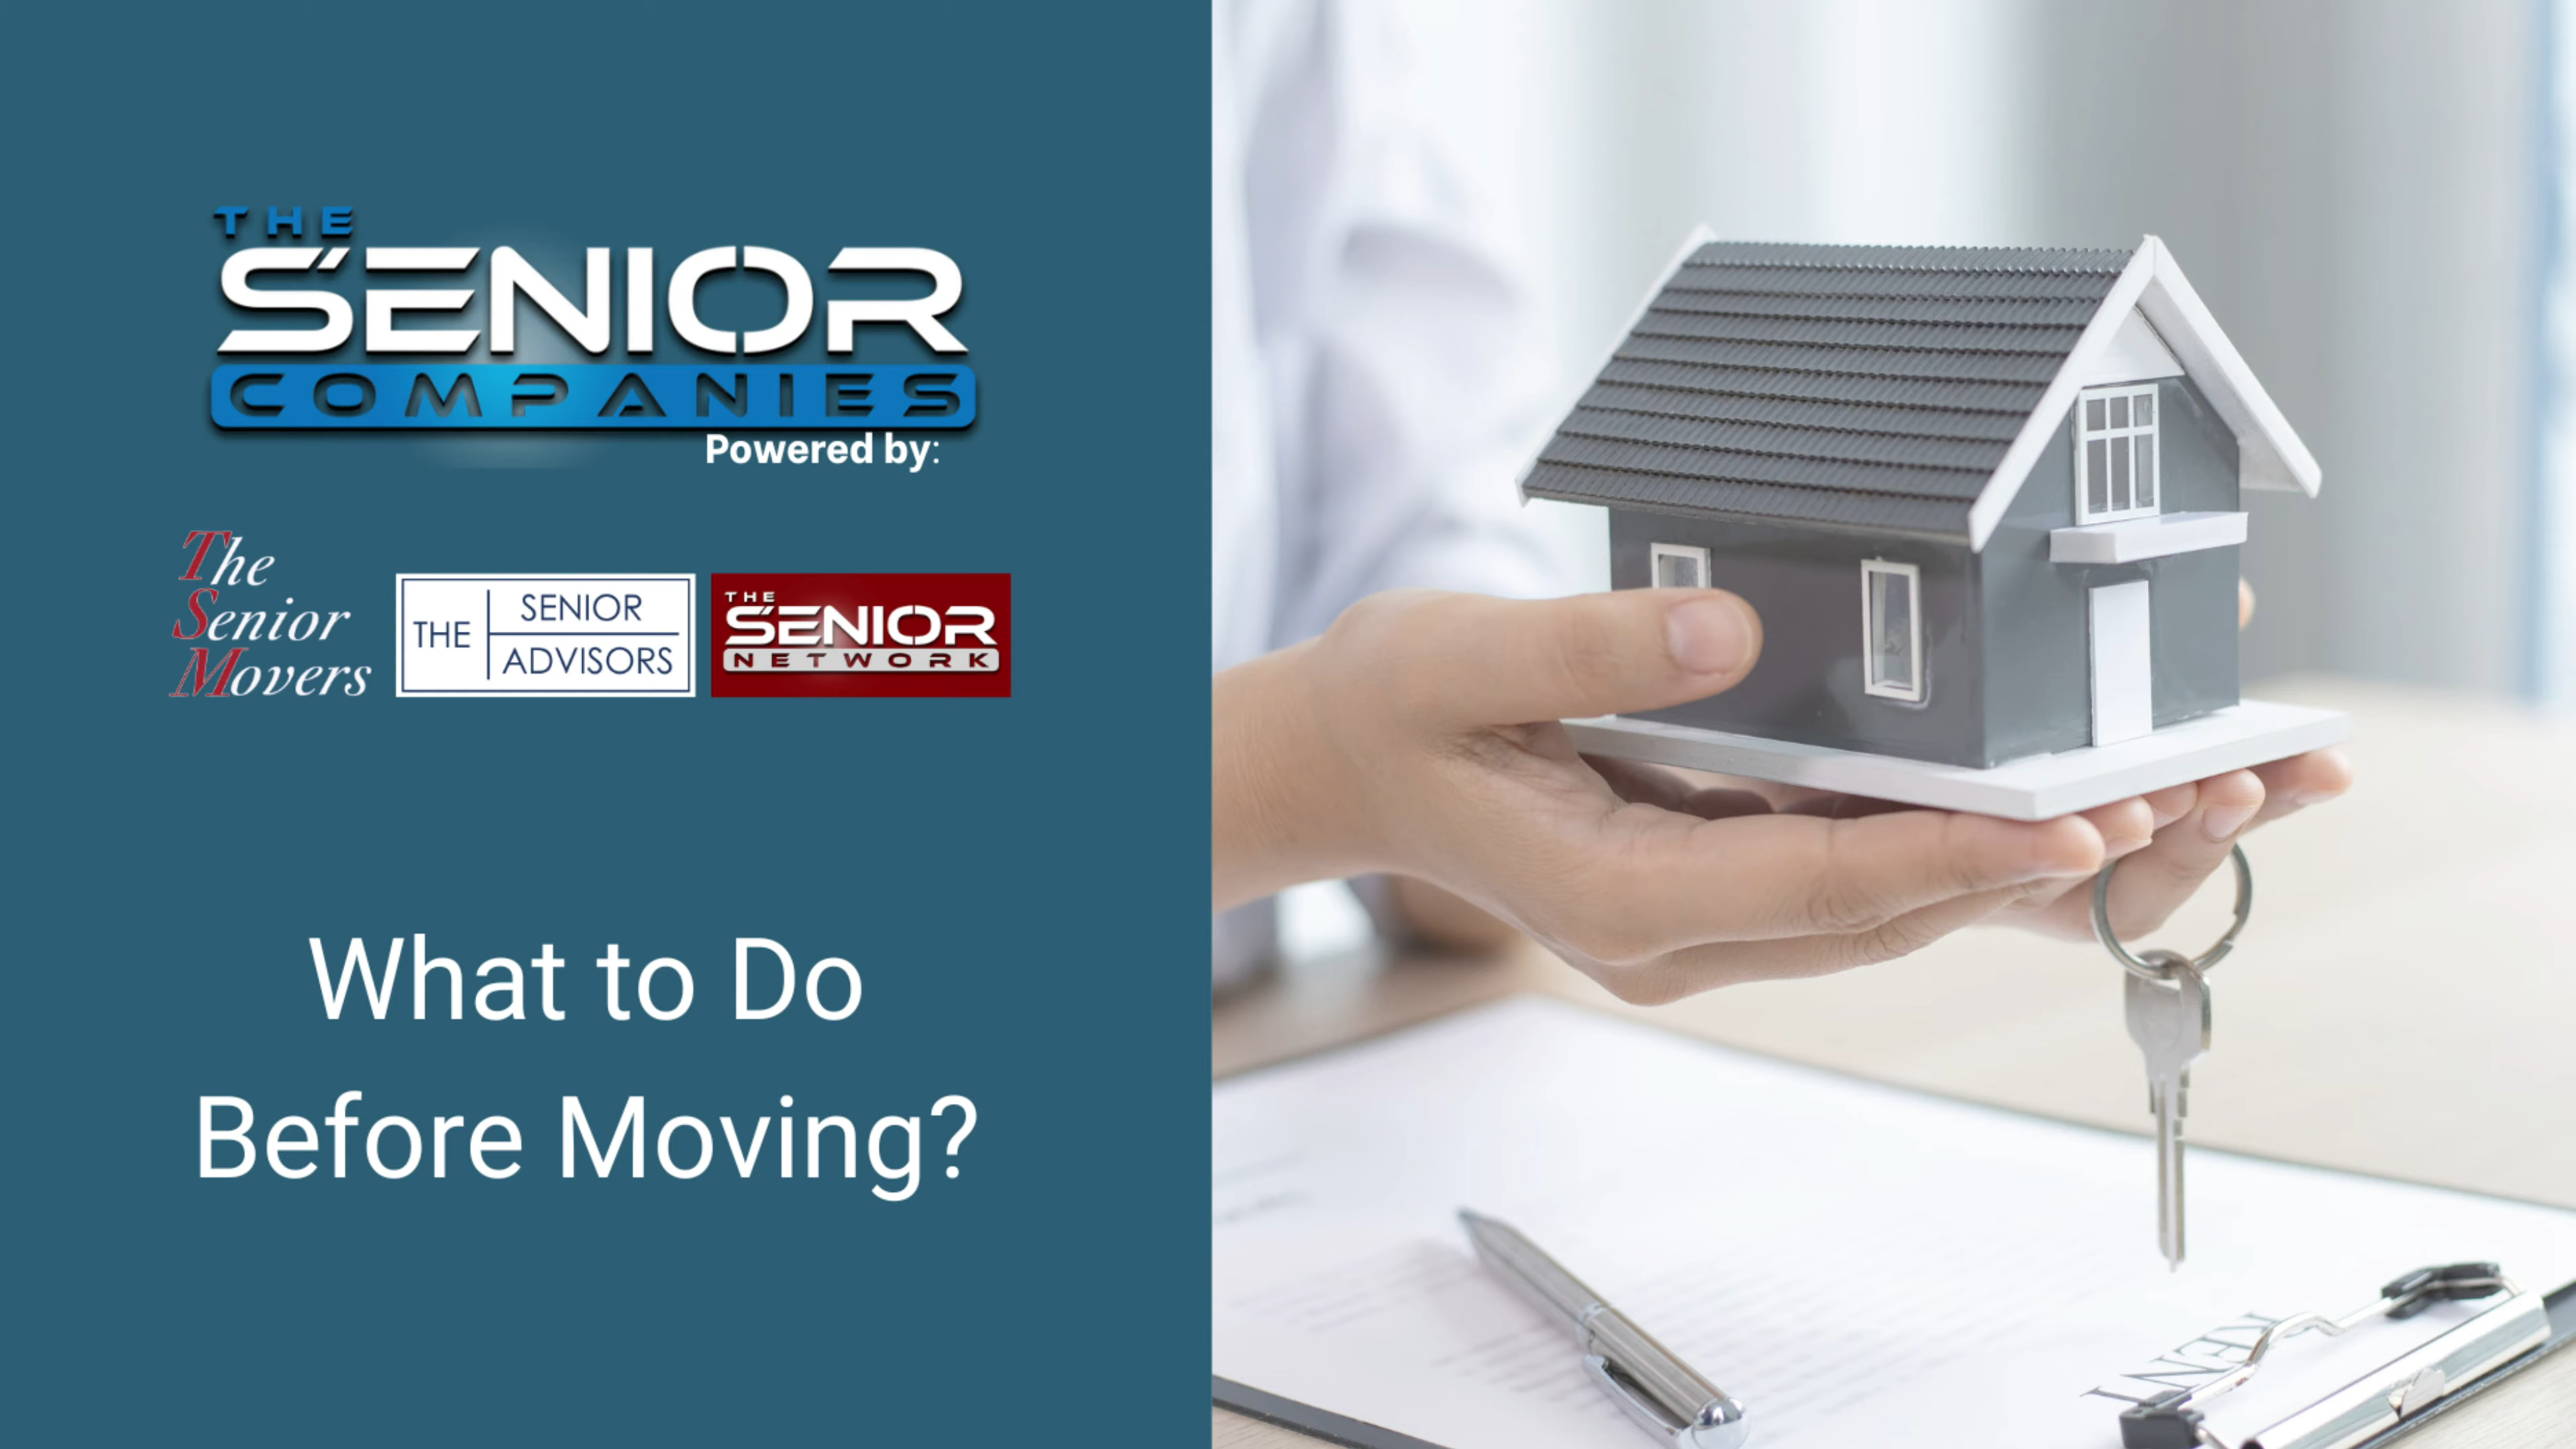 THE
SENIOR
COMPANIES
Powered by:
The
Senior
Movers
THE
SENIOR
ADVISORS
THE
SENIOR
NETWORK
What to Do
Before Moving?